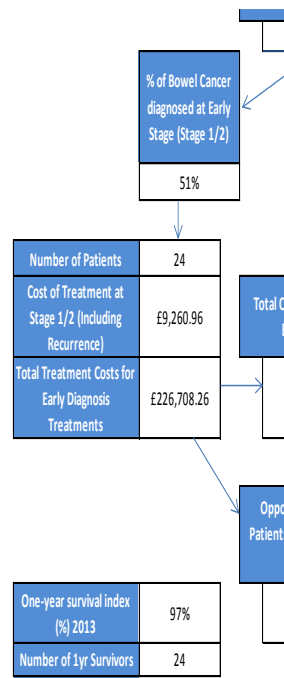 % of Bowel Cancer
diagnosed at Early
Stage (Stage 1/2)
51%
Number of Patients
24
Cost of Treatment at
Stage 1/2 (Including
Recurrence)
£9,260.96
Total Treatment Costs for
Early Diagnosis
Treatments
£226,708.26
Total
Patients
One-year survival index
(%) 2013
97%
Number of 1yr Survivors
24